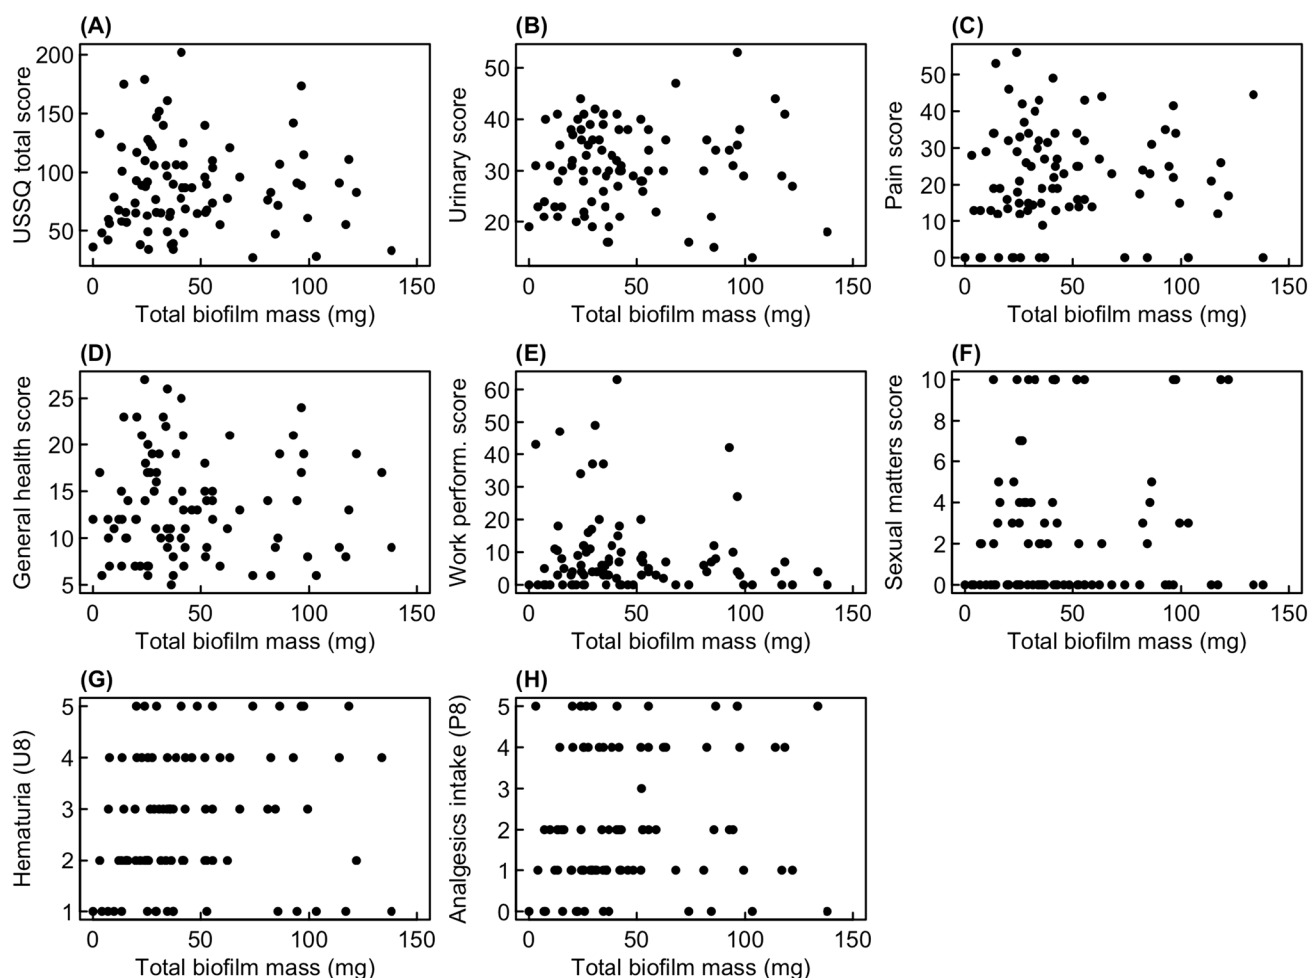 (A)
USSQ total score
200
150
100
50
0 50 100 150
Total biofilm mass (mg)
(B)
Urinary score
50
40
30
20
0 50 100 150
Total biofilm mass (mg)
(C)
Pain score
50
40
30
20
10
0
0 50 100 150
Total biofilm mass (mg)
(D)
General health score
25
20
15
10
5
0 50 100 150
Total biofilm mass (mg)
(E)
Work perform. score
60
50
40
30
20
10
0
0 50 100 150
Total biofilm mass (mg)
(F)
Sexual matters score
10
8
6
4
2
0
0 50 100 150
Total biofilm mass (mg)
(G)
Hematuria (U8)
5
4
3
2
1
0 50 100 150
Total biofilm mass (mg)
(H)
Analgesics intake (P8)
5
4
3
2
1
0
0 50 100 150
Total biofilm mass (mg)